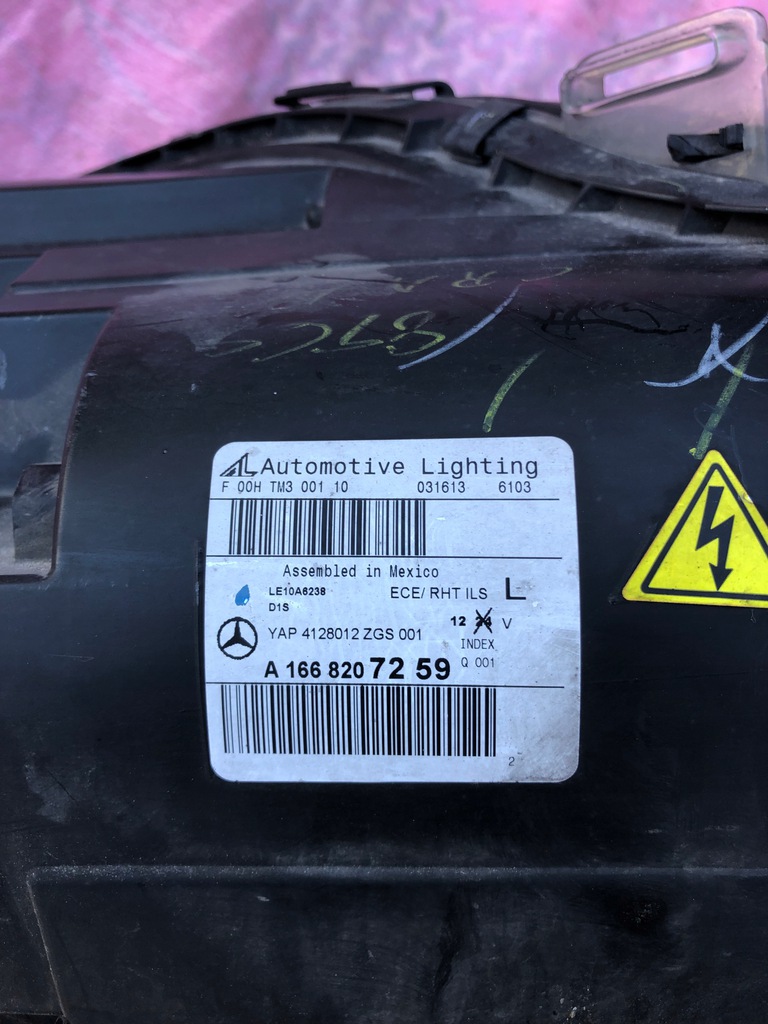 Automotive Lighting
F 00H TM3 001 10 031613 6103
Assembled in Mexico
LE10A6238 ECE/ RHT ILS L
D1S
12 24 V
YAP 4128012 ZGS 001
INDEX
A 166 820 72 59 Q 001
2